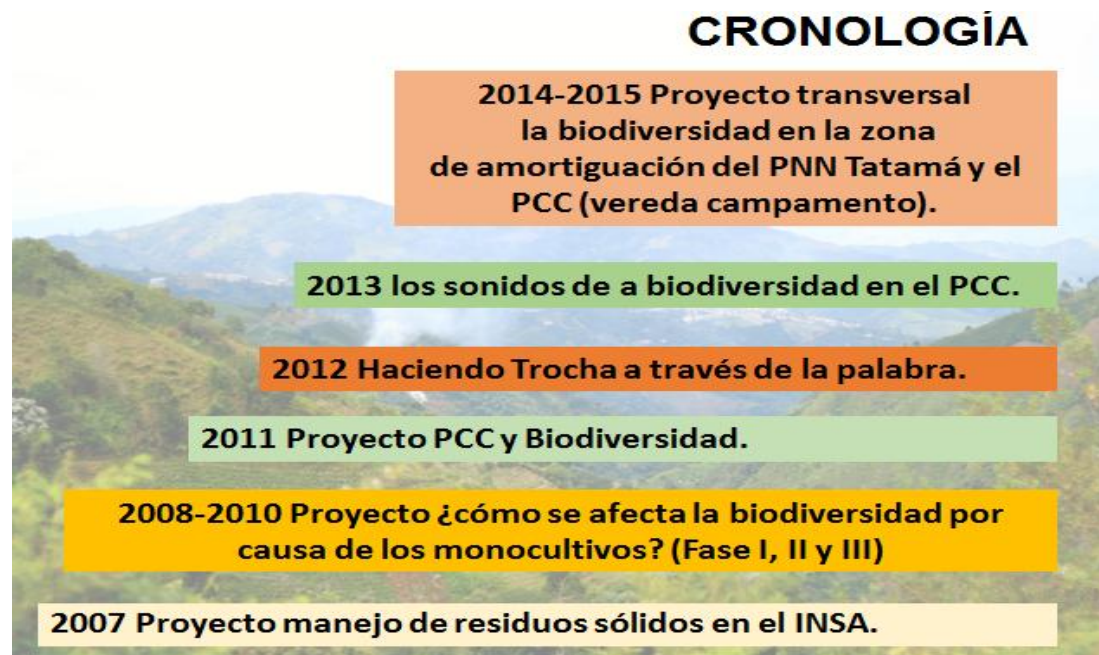 CRONOLOGÍA
2014-2015 Proyecto transversal
la biodiversidad en la zona
de amortiguación del PNN Tatamá y el
PCC (vereda campamento).
2013 los sonidos de a biodiversidad en el PCC.
2012 Haciendo Trocha a través de la palabra.
2011 Proyecto PCC y Biodiversidad.
2008-2010 Proyecto ¿cómo se afecta la biodiversidad por
causa de los monocultivos? (Fase I, II y III)
2007 Proyecto manejo de residuos sólidos en el INSA.